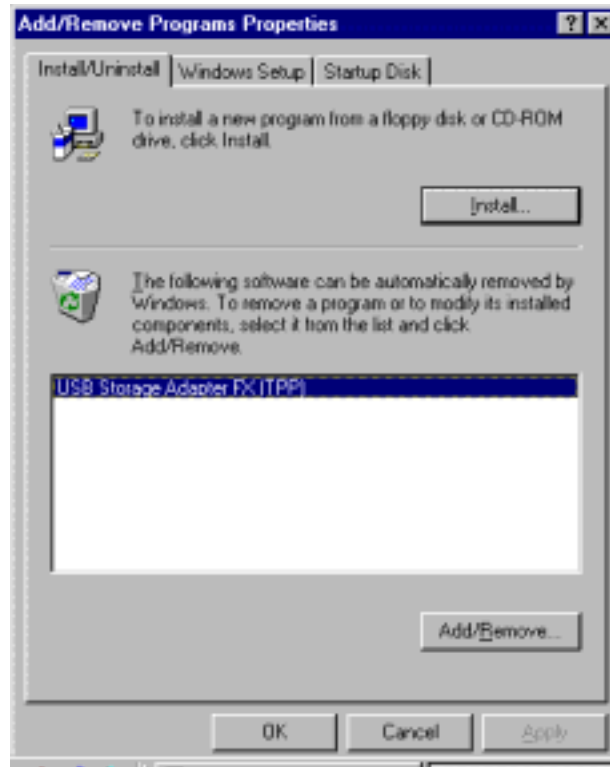 Add/Remove Programs Properties
Install/Uninstall Windows Setup Startup Disk
To install a new program from a floppy disk or CD-ROM
drive, click Install.
Install...
The following software can be automatically removed by
Windows. To remove a program or to modify its installed
components, select it from the list and click
Add/Remove.
USB Storage Adapter FX (TPP)
Add/Remove...
OK Cancel Apply